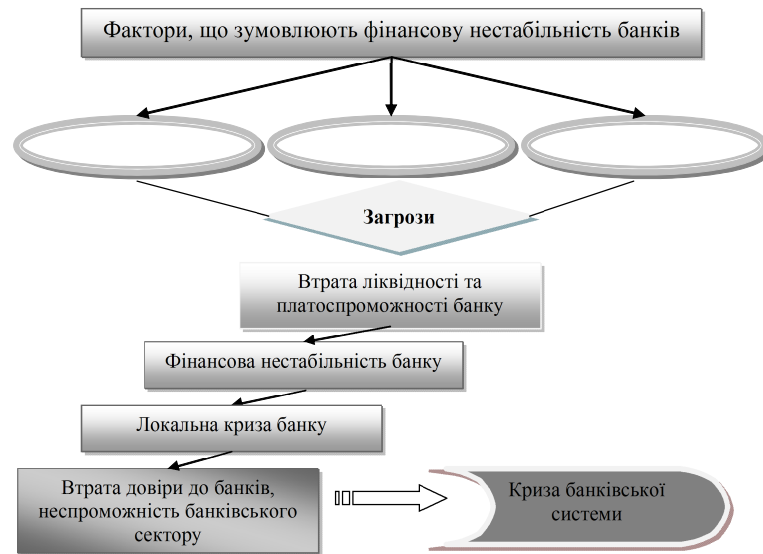 Фактори, що зумовлюють фінансову нестабільність банків
Загрози
Втрата ліквідності та
платоспроможності банку
Фінансова нестабільність банку
Локальна криза банку
Втрата довіри до банків,
неспроможність банківського
сектору
Криза банківської
системи